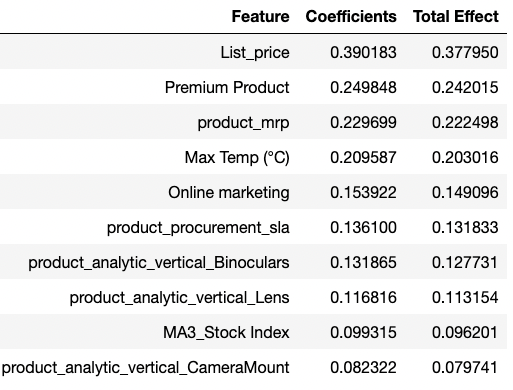 Feature Coefficients Total Effect
List_price 0.390183 0.377950
Premium Product 0.249848 0.242015
product_mrp 0.229699 0.222498
Max Temp (°C) 0.209587 0.203016
Online marketing 0.153922 0.149096
product_procurement_sla 0.136100 0.131833
product_analytic_vertical_Binoculars 0.131865 0.127731
product_analytic_vertical_Lens 0.116816 0.113154
MA3_Stock Index 0.099315 0.096201
product_analytic_vertical_CameraMount 0.082322 0.079741